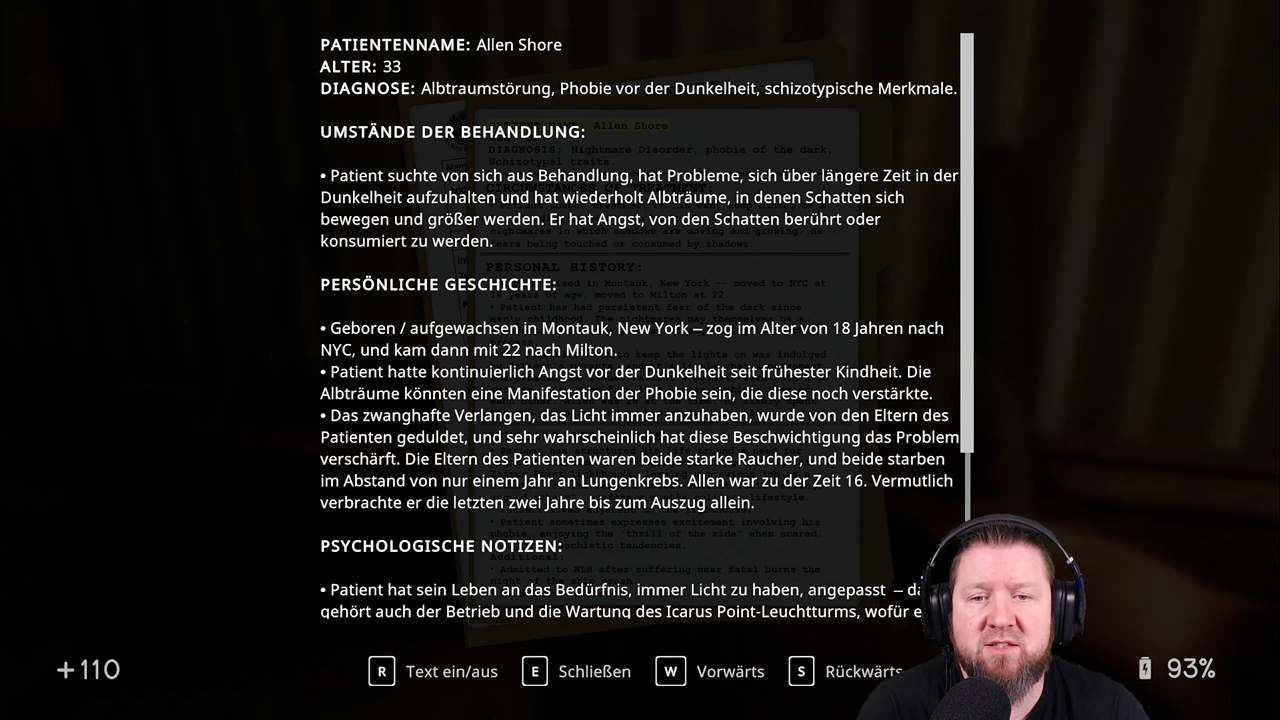 PATIENTENNAME: Allen Shore
ALTER: 33
DIAGNOSE: Albtraumstörung, Phobie vor der Dunkelheit, schizotypische Merkmale.
UMSTÄNDE DER BEHANDLUNG:
• Patient suchte von sich aus Behandlung, hat Probleme, sich über längere Zeit in der
Dunkelheit aufzuhalten und hat wiederholt Albträume, in denen Schatten sich
bewegen und größer werden. Er hat Angst, von den Schatten berührt oder
konsumiert zu werden.
PERSÖNLICHE GESCHICHTE:
• Geboren / aufgewachsen in Montauk, New York – zog im Alter von 18 Jahren nach
NYC, und kam dann mit 22 nach Milton.
• Patient hatte kontinuierlich Angst vor der Dunkelheit seit frühester Kindheit. Die
Albträume könnten eine Manifestation der Phobie sein, die diese noch verstärkte.
• Das zwanghafte Verlangen, das Licht immer anzuhaben, wurde von den Eltern des
Patienten geduldet, und sehr wahrscheinlich hat diese Beschwichtigung das Problem
verschärft. Die Eltern des Patienten waren beide starke Raucher, und beide starben
im Abstand von nur einem Jahr an Lungenkrebs. Allen war zu der Zeit 16. Vermutlich
verbrachte er die letzten zwei Jahre bis zum Auszug allein.
PSYCHOLOGISCHE NOTIZEN:
• Patient hat sein Leben an das Bedürfnis, immer Licht zu haben, angepasst –
gehört auch der Betrieb und die Wartung des Icarus Point-Leuchtturms, wofür
+110
R Text ein/aus
E Schließen
W Vorwärts
S Rückwärts
93%